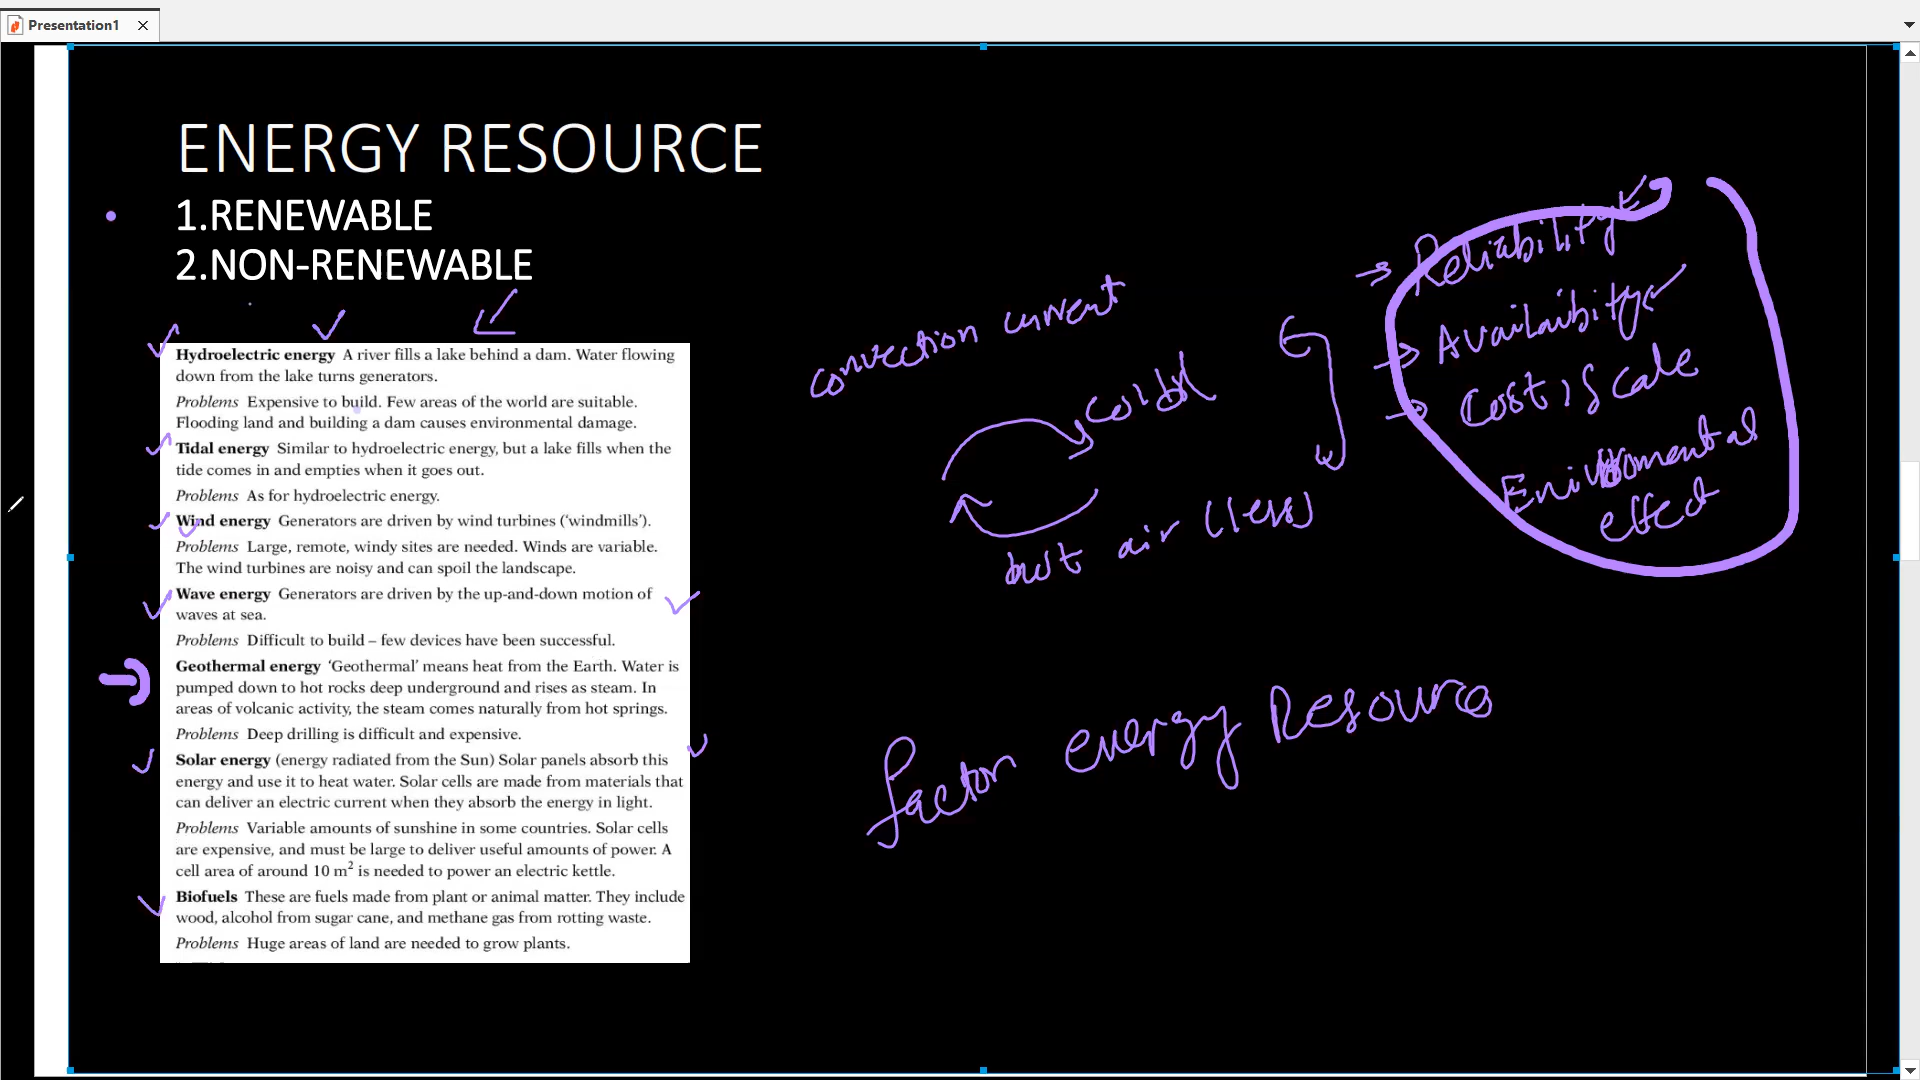 Presentation1
ENERGY RESOURCE
1.RENEWABLE
2.NON-RENEWABLE
Hydroelectric energy A river fills a lake behind a dam. Water flowing
down from the lake turns generators.
Problems Expensive to build. Few areas of the world are suitable.
Flooding land and building a dam causes environmental damage.
Tidal energy Similar to hydroelectric energy, but a lake fills when the
tide comes in and empties when it goes out.
Problems As for hydroelectric energy.
Wind energy Generators are driven by wind turbines (‘windmills’).
Problems Large, remote, windy sites are needed. Winds are variable.
The wind turbines are noisy and can spoil the landscape.
Wave energy Generators are driven by the up-and-down motion of
waves at sea.
Problems Difficult to build – few devices have been successful.
Geothermal energy ‘Geothermal’ means heat from the Earth. Water is
pumped down to hot rocks deep underground and rises as steam. In
areas of volcanic activity, the steam comes naturally from hot springs.
Problems Deep drilling is difficult and expensive.
Solar energy (energy radiated from the Sun) Solar panels absorb this
energy and use it to heat water. Solar cells are made from materials that
can deliver an electric current when they absorb the energy in light.
Problems Variable amounts of sunshine in some countries. Solar cells
are expensive, and must be large to deliver useful amounts of power. A
cell area of around 10 m² is needed to power an electric kettle.
Biofuels These are fuels made from plant or animal matter. They include
wood, alcohol from sugar cane, and methane gas from rotting waste.
Problems Huge areas of land are needed to grow plants.
convection current
air (less)
Reliability
Cost
effect
factor energy Resource